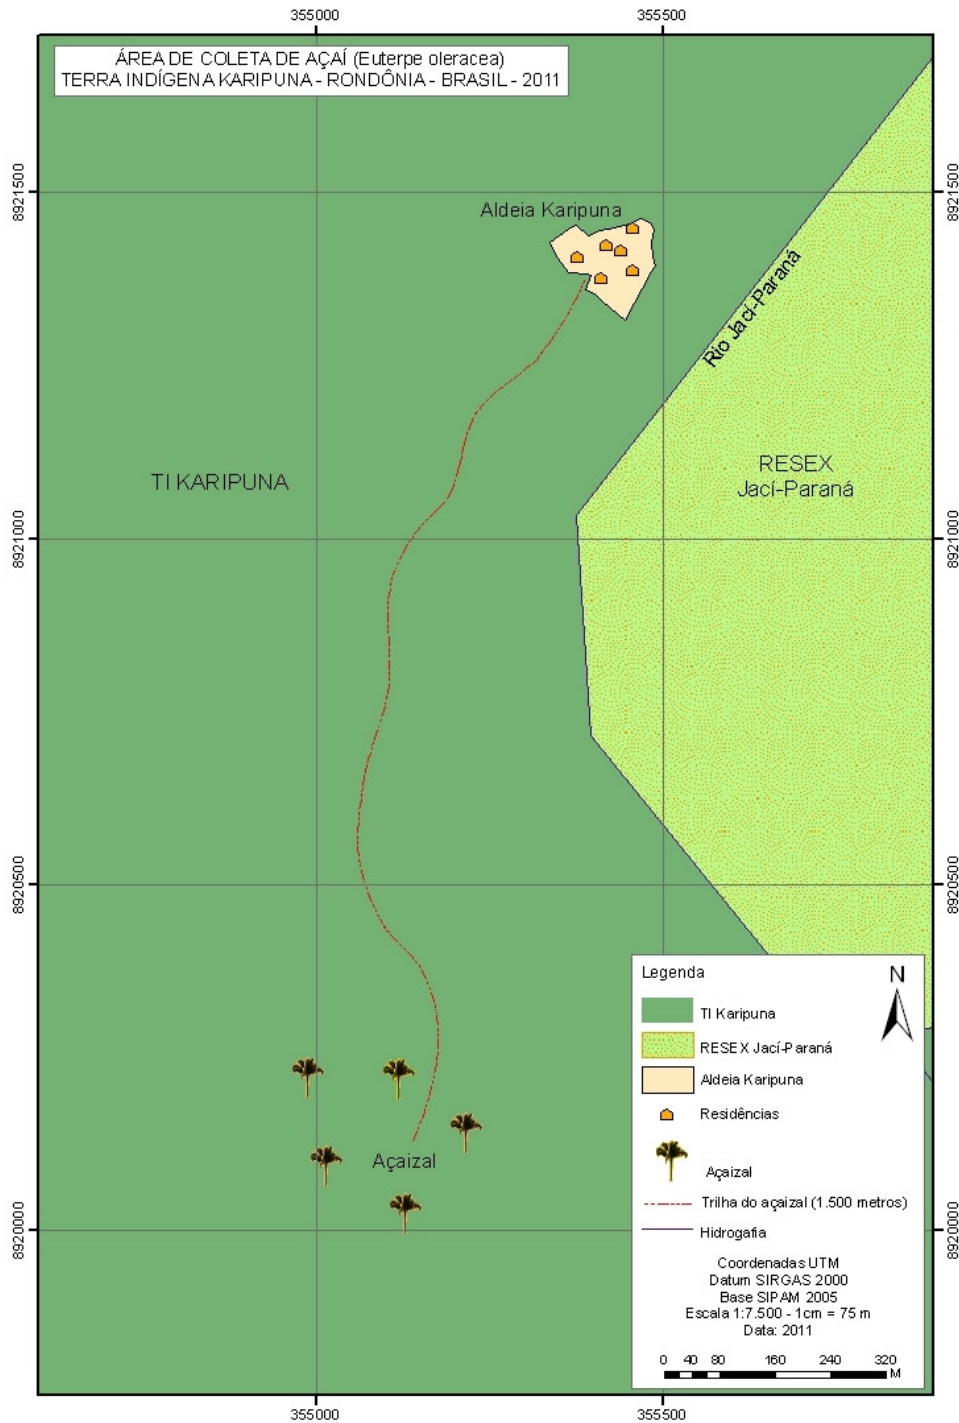 355000
355500
ÁREA DE COLETA DE AÇAÍ (Euterpe oleracea)
TERRA INDÍGENA KARIPUNA - RONDÔNIA - BRASIL - 2011
8921500
8921500
Aldeia Karipuna
Rio Jací-Paraná
TI KARIPUNA
RESEX
Jací-Paraná
8921000
8921000
8920500
8920500
Açaizal
8920000
8920000
Legenda
N
TI Karipuna
RESEX Jací-Paraná
Aldeia Karipuna
Residências
Açaizal
Trilha do açaizal (1.500 metros)
Hidrogafia
Coordenadas UTM
Datum SIRGAS 2000
Base SIPAM 2005
Escala 1:7.500 - 1cm = 75 m
Data: 2011
0 40 80 160 240 320
M
355000
355500